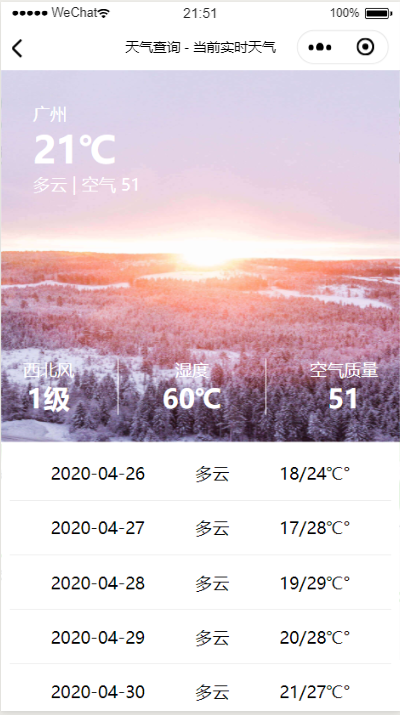 WeChat 21:51 100%
天气查询 - 当前实时天气
广州
21℃
多云 | 空气 51
西北风 湿度 空气质量
1级 60℃ 51
2020-04-26 多云 18/24℃°
2020-04-27 多云 17/28℃°
2020-04-28 多云 19/29℃°
2020-04-29 多云 20/28℃°
2020-04-30 多云 21/27℃°